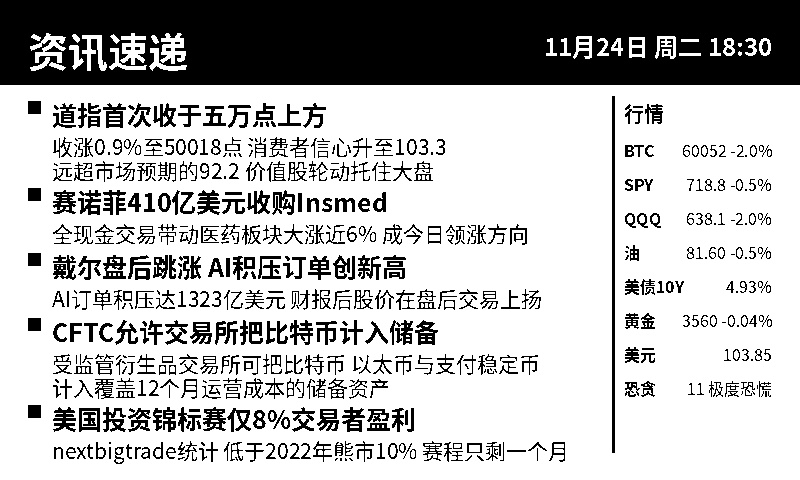 资讯速递
11月24日 周二 18:30
道指首次收于五万点上方
收涨0.9%至50018点 消费者信心升至103.3
远超市场预期的92.2 价值股轮动托住大盘
赛诺菲410亿美元收购Insmed
全现金交易带动医药板块大涨近6% 成今日领涨方向
戴尔盘后跳涨 AI积压订单创新高
AI订单积压达1323亿美元 财报后股价在盘后交易上扬
CFTC允许交易所把比特币计入储备
受监管衍生品交易所可把比特币 以太币与支付稳定币
计入覆盖12个月运营成本的储备资产
美国投资锦标赛仅8%交易者盈利
nextbigtrade统计 低于2022年熊市10% 赛程只剩一个月
行情
BTC 60052 -2.0%
SPY 718.8 -0.5%
QQQ 638.1 -2.0%
油 81.60 -0.5%
美债10Y 4.93%
黄金 3560 -0.04%
美元 103.85
恐贪 11 极度恐慌